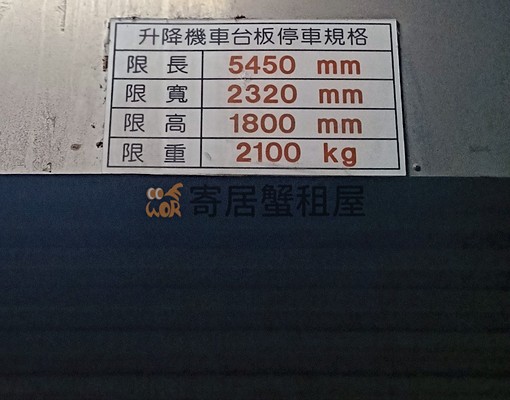 升降機車台板停車規格
限長 5450 mm
限寬 2320 mm
限高 1800 mm
限重 2100 kg
WOR 寄居蟹租屋